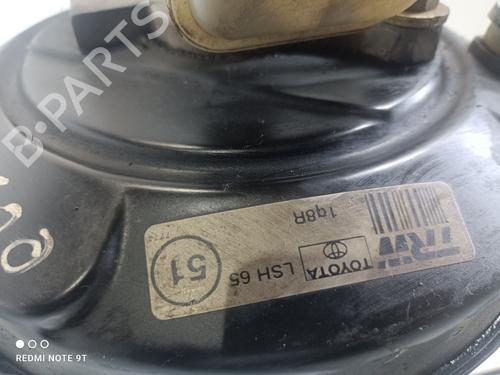 B-PARTS
TRW
TOYOTA LSH 65
1q8R
51
REDMI NOTE 9T